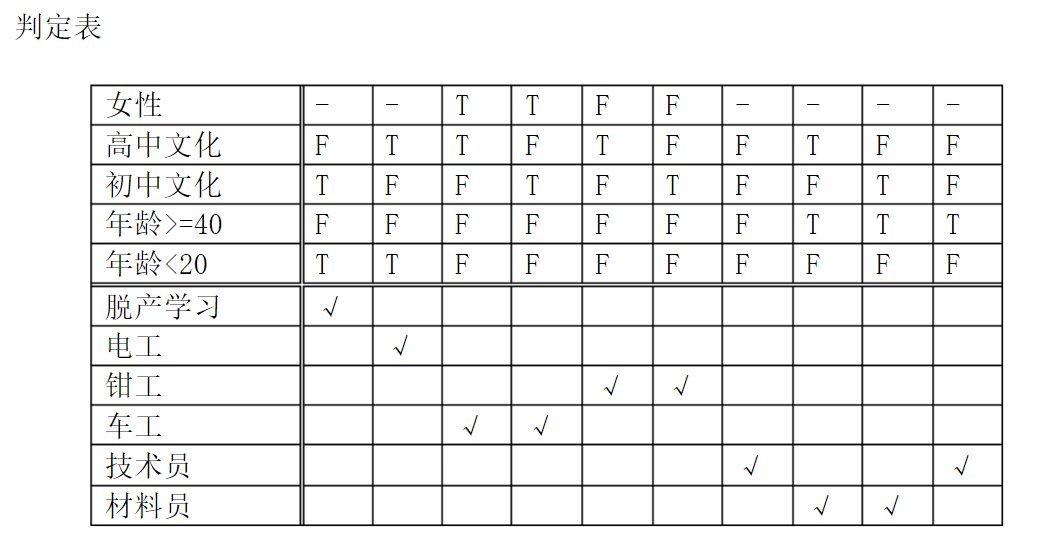 判定表
女性 - - T T F F - - - -
高中文化 F T T F T F F T F F
初中文化 T F F T F T F F T F
年龄>=40 F F F F F F F T T T
年龄<20 T T F F F F F F F F
脱产学习 √
电工 √
钳工 √ √
车工 √ √
技术员 √ √
材料员 √ √